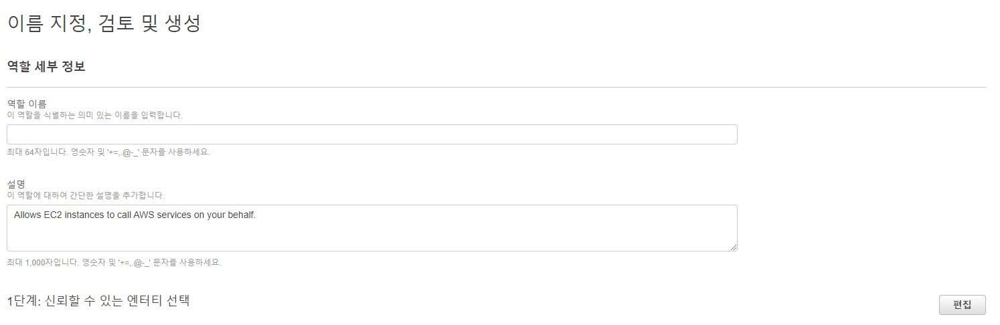 이름 지정, 검토 및 생성
역할 세부 정보
역할 이름
이 역할을 식별하는 의미 있는 이름을 입력합니다.
최대 64자입니다. 영숫자 및 '+=,.@-_' 문자를 사용하세요.
설명
이 역할에 대하여 간단한 설명을 추가합니다.
Allows EC2 instances to call AWS services on your behalf.
최대 1,000자입니다. 영숫자 및 '+=,.@-_' 문자를 사용하세요.
1단계: 신뢰할 수 있는 엔터티 선택
편집